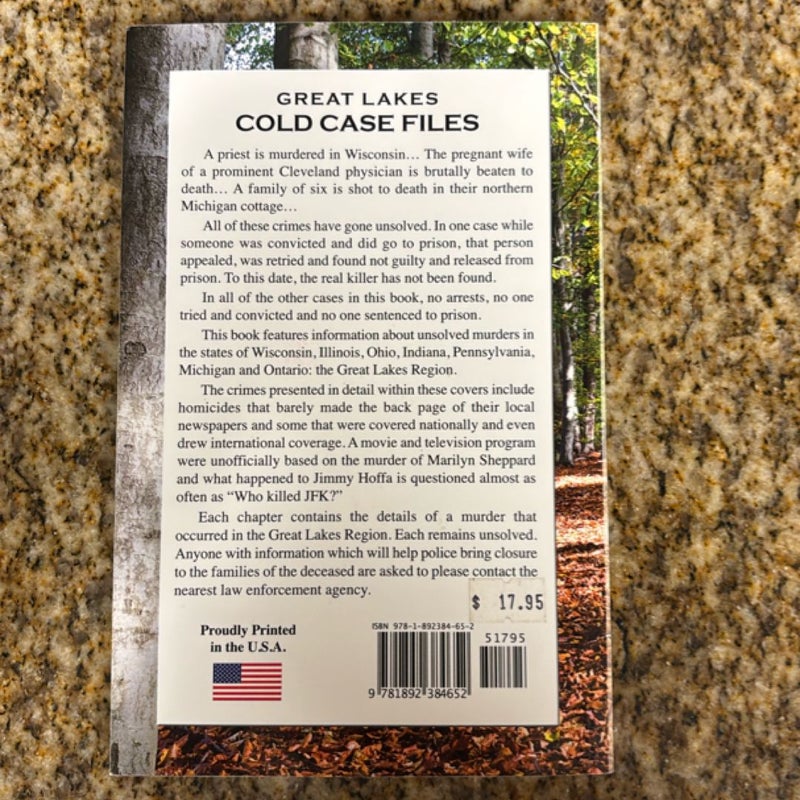 GREAT LAKES
COLD CASE FILES
A priest is murdered in Wisconsin... The pregnant wife
of a prominent Cleveland physician is brutally beaten to
death... A family of six is shot to death in their northern
Michigan cottage...
All of these crimes have gone unsolved. In one case while
someone was convicted and did go to prison, that person
appealed, was retried and found not guilty and released from
prison. To this date, the real killer has not been found.
In all of the other cases in this book, no arrests, no one
tried and convicted and no one sentenced to prison.
This book features information about unsolved murders in
the states of Wisconsin, Illinois, Ohio, Indiana, Pennsylvania,
Michigan and Ontario: the Great Lakes Region.
The crimes presented in detail within these covers include
homicides that barely made the back page of their local
newspapers and some that were covered nationally and even
drew international coverage. A movie and television program
were unofficially based on the murder of Marilyn Sheppard
and what happened to Jimmy Hoffa is questioned almost as
often as “Who killed JFK?”
Each chapter contains the details of a murder that
occurred in the Great Lakes Region. Each remains unsolved.
Anyone with information which will help police bring closure
to the families of the deceased are asked to please contact the
nearest law enforcement agency.
$ 17.95
Proudly Printed
in the U.S.A.
ISBN 978-1-892384-65-2
51795
9 781892 384652